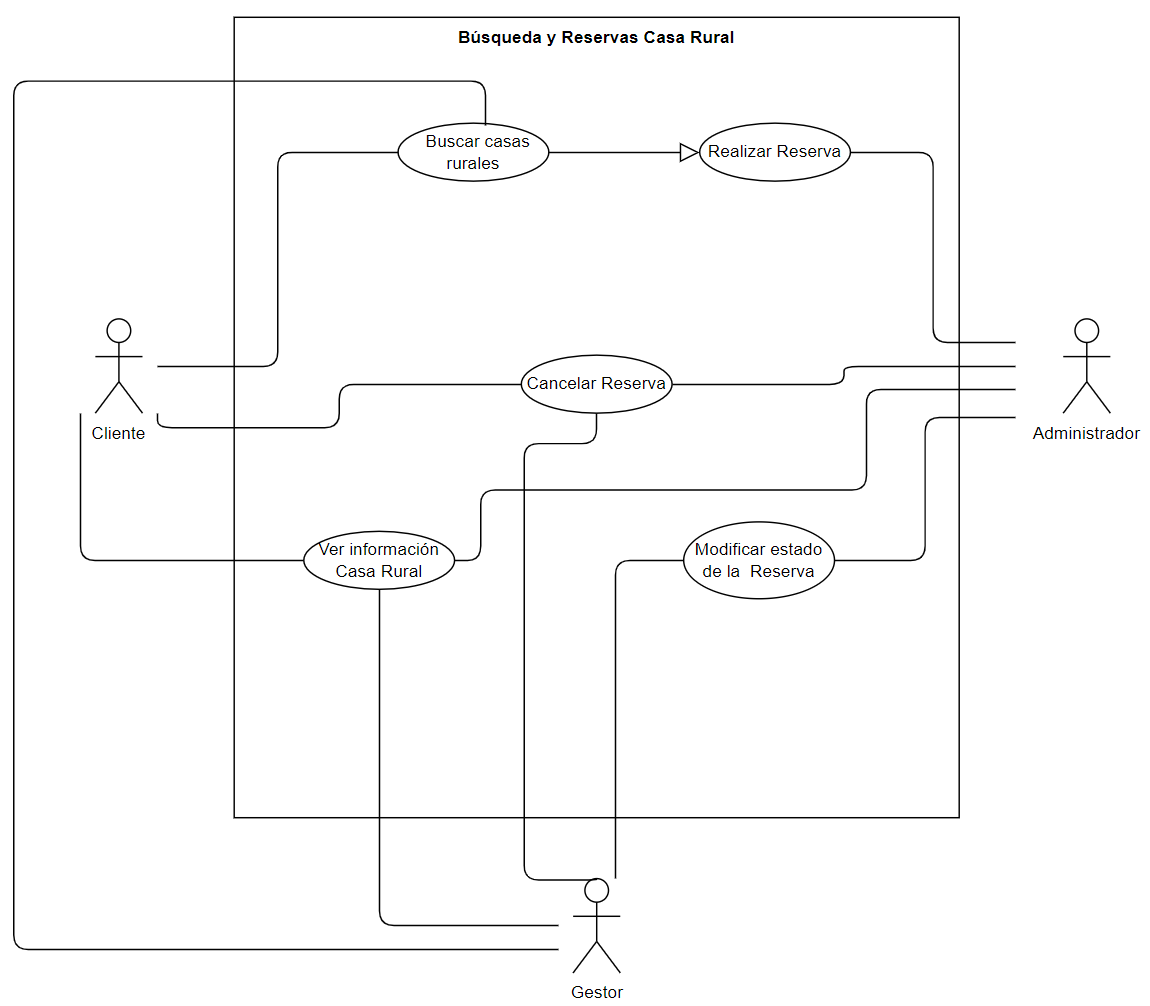 Búsqueda y Reservas Casa Rural
Buscar casas
rurales
Realizar Reserva
Cancelar Reserva
Cliente
Administrador
Ver información
Casa Rural
Modificar estado
de la Reserva
Gestor